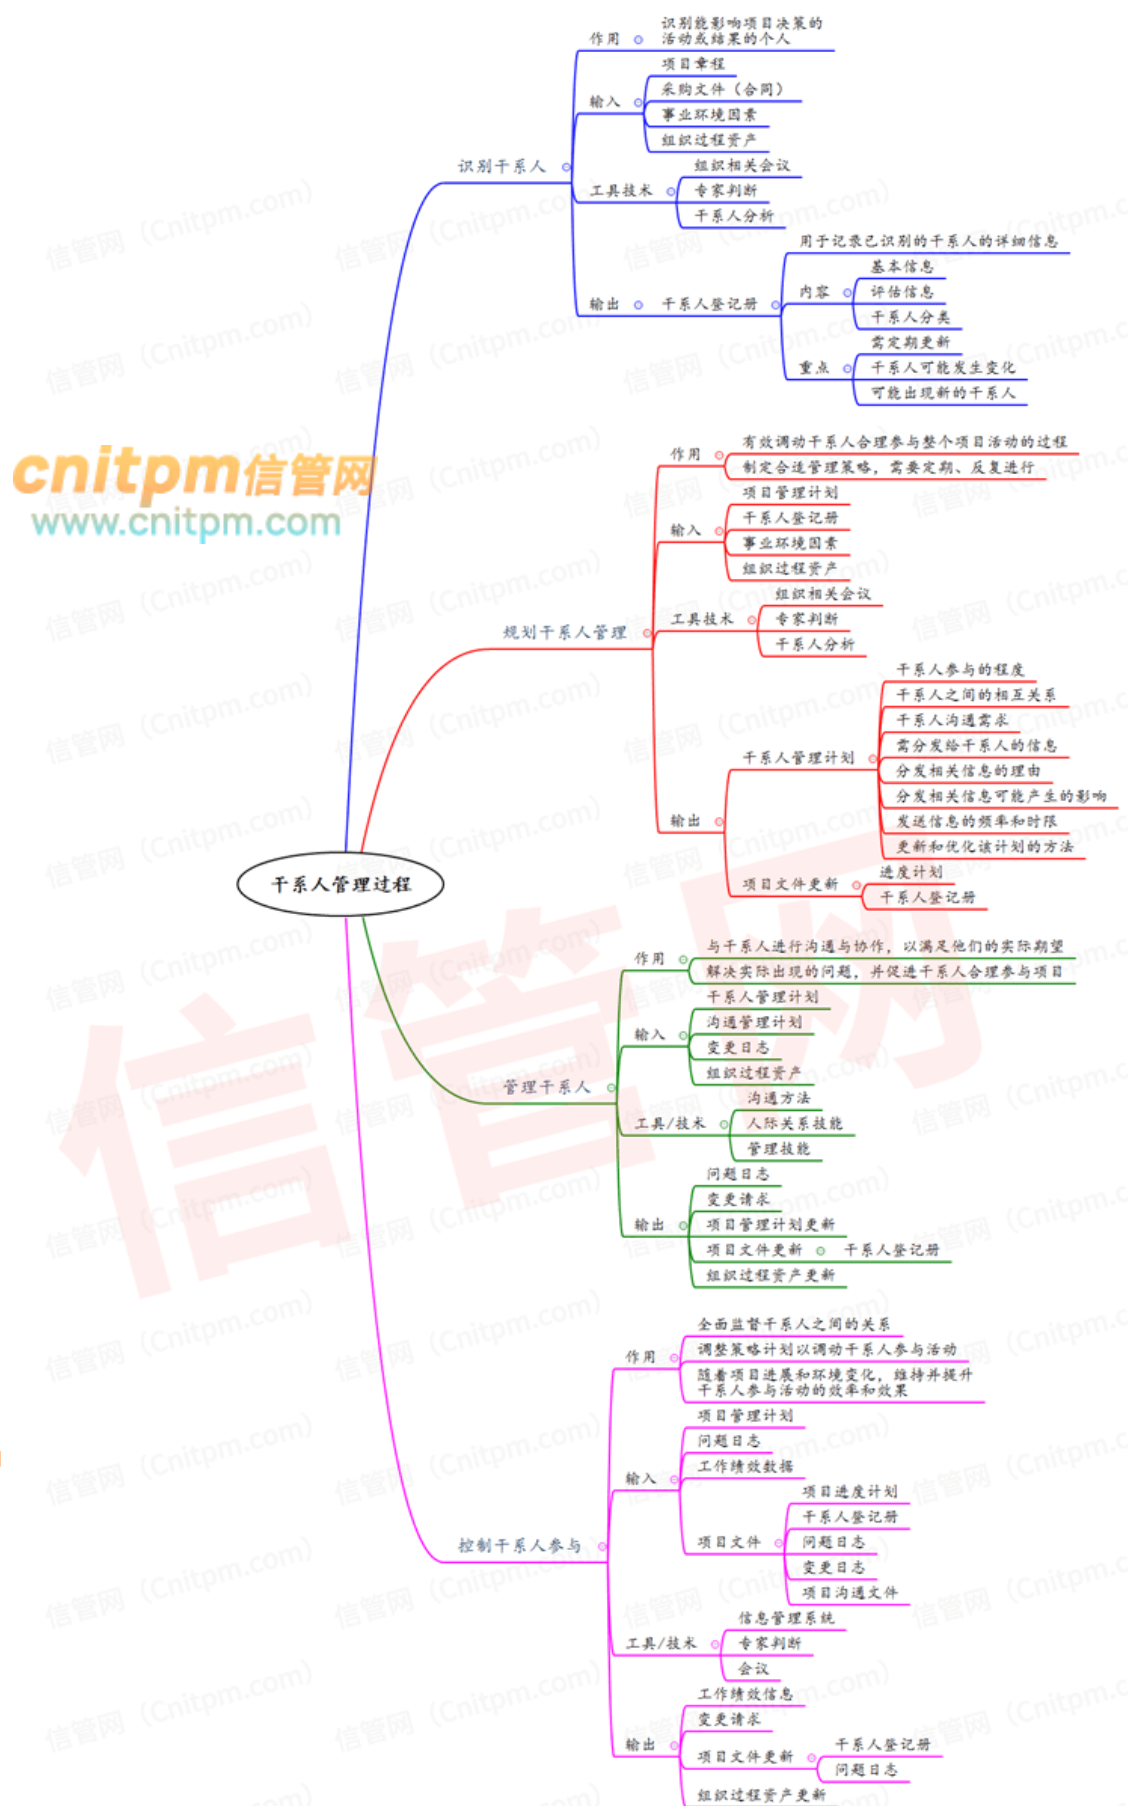 识别能影响项目决策的
作用
活动或结果的个人
项目章程
采购文件（合同）
输入
事业环境因素
组织过程资产
识别干系人
组织相关会议
工具技术
专家判断
干系人分析
用于记录已识别的干系人的详细信息
基本信息
内容
评估信息
输出
干系人登记册
干系人分类
需定期更新
重点
干系人可能发生变化
可能出现新的干系人
cnitpm信管网
www.cnitpm.com
有效调动干系人合理参与整个项目活动的过程
作用
制定合适管理策略，需要定期、反复进行
项目管理计划
干系人登记册
输入
事业环境因素
组织过程资产
组织相关会议
工具技术
专家判断
规划干系人管理
干系人分析
干系人参与的程度
干系人之间的相互关系
干系人沟通需求
需分发给干系人的信息
干系人管理计划
分发相关信息的理由
分发相关信息可能产生的影响
输出
发送信息的频率和时限
更新和优化该计划的方法
进度计划
项目文件更新
干系人登记册
干系人管理过程
与干系人进行沟通与协作，以满足他们的实际期望
作用
解决实际出现的问题，并促进干系人合理参与项目
干系人管理计划
沟通管理计划
输入
变更日志
组织过程资产
管理干系人
沟通方法
工具/技术
人际关系技能
管理技能
问题日志
变更请求
输出
项目管理计划更新
项目文件更新
干系人登记册
组织过程资产更新
全面监督干系人之间的关系
作用
调整策略计划以调动干系人参与活动
随着项目进展和环境变化，维持并提升
干系人参与活动的效率和效果
项目管理计划
问题日志
输入
工作绩效数据
项目进度计划
干系人登记册
项目文件
问题日志
变更日志
项目沟通文件
控制干系人参与
信息管理系统
工具/技术
专家判断
会议
工作绩效信息
变更请求
输出
项目文件更新
干系人登记册
问题日志
组织过程资产更新
信管网
信管网（Cnitpm.com）